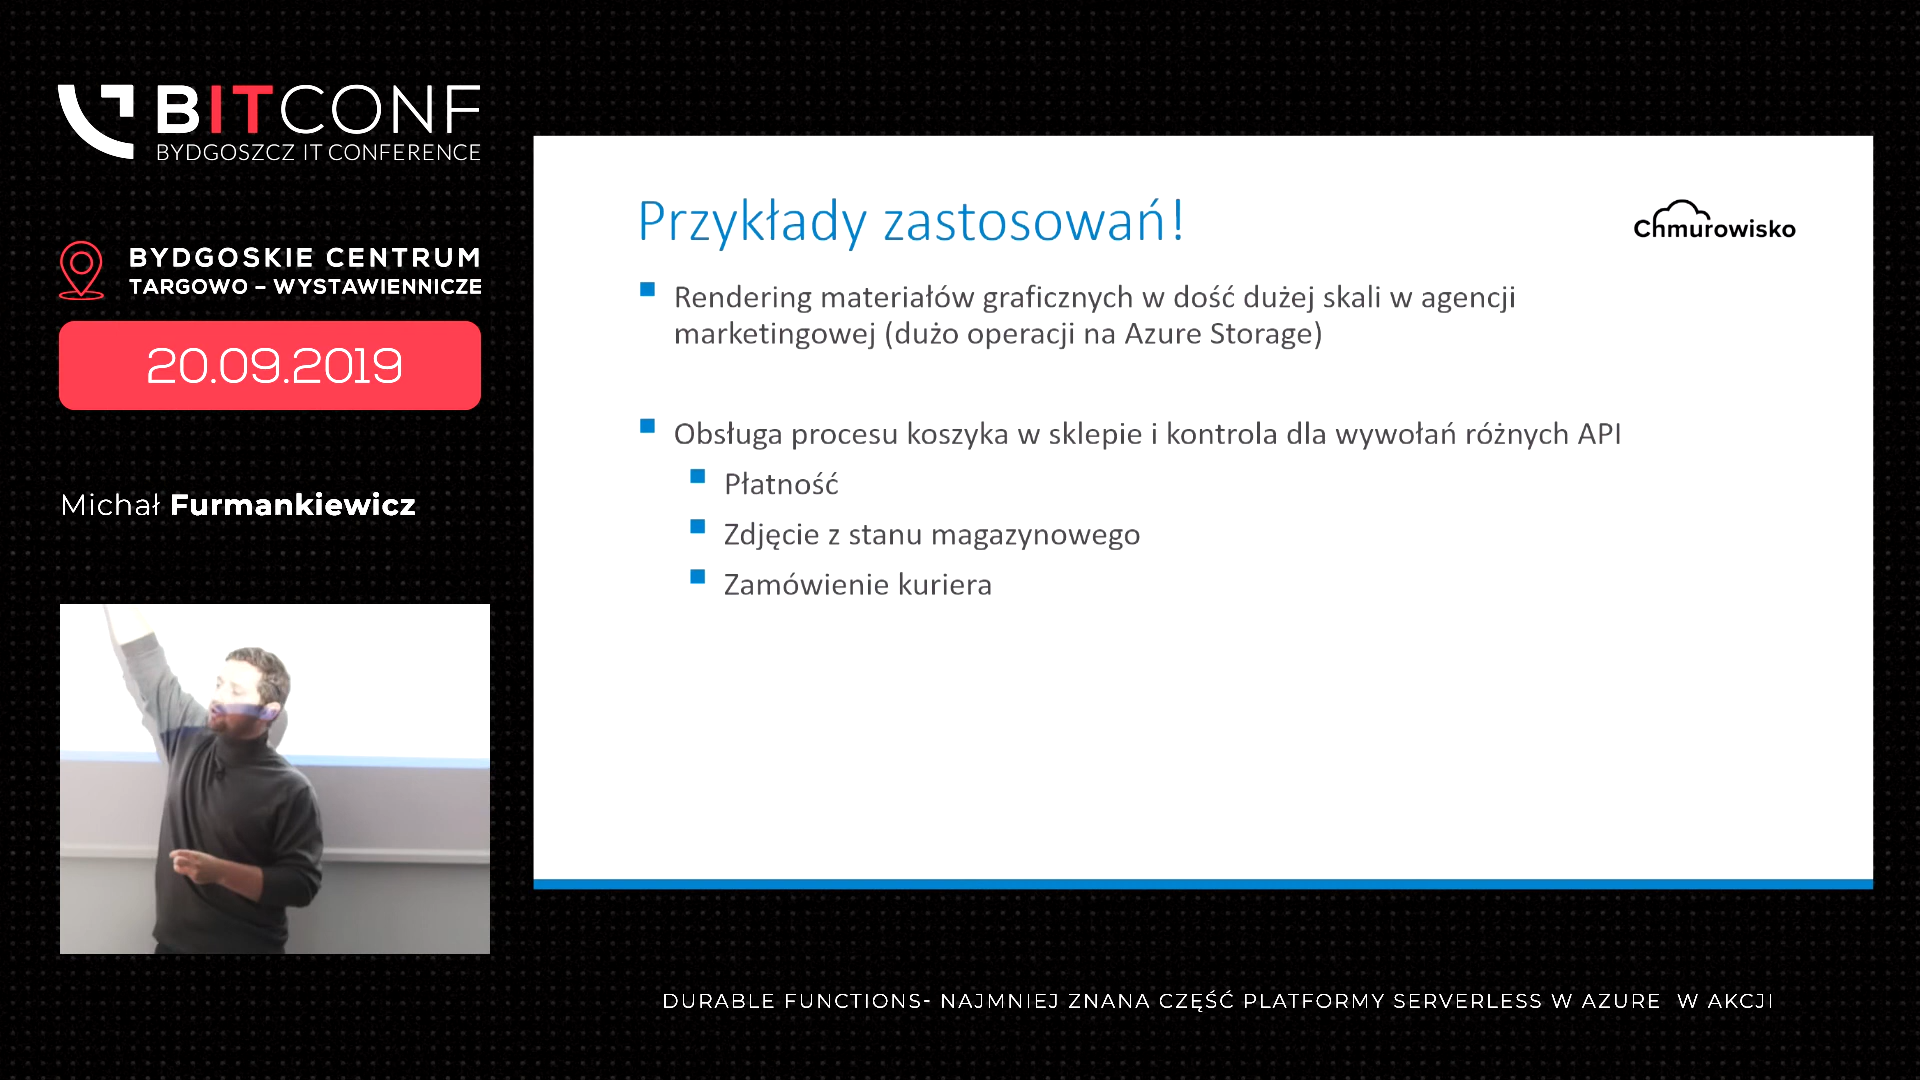 BITCONF
BYDGOSZCZ IT CONFERENCE
BYDGOSKIE CENTRUM
TARGOWO – WYSTAWIENNICZE
20.09.2019
Michał Furmankiewicz
Przykłady zastosowań!
Chmurowisko
Rendering materiałów graficznych w dość dużej skali w agencji
marketingowej (dużo operacji na Azure Storage)
Obsługa procesu koszyka w sklepie i kontrola dla wywołań różnych API
Płatność
Zdjęcie z stanu magazynowego
Zamówienie kuriera
DURABLE FUNCTIONS- NAJMNIEJ ZNANA CZĘŚĆ PLATFORMY SERVERLESS W AZURE W AKCJI